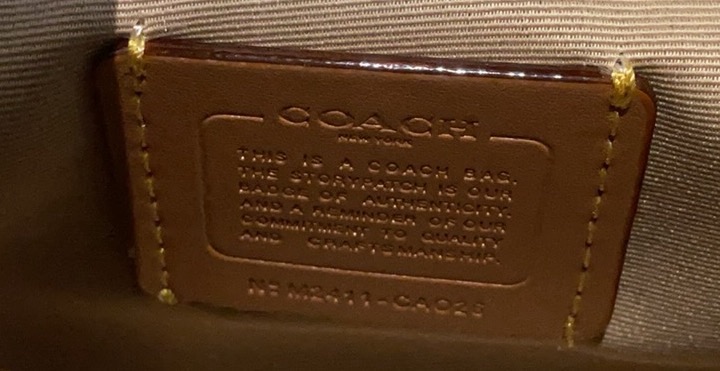 COACH
NEW YORK
THIS IS A COACH BAG.
THE STORYPATCH IS OUR
BADGE OF AUTHENTICITY.
AND A REMINDER OF OUR
COMMITMENT TO QUALITY
AND CRAFTSMANSHIP.
Nº M2411-CAO25